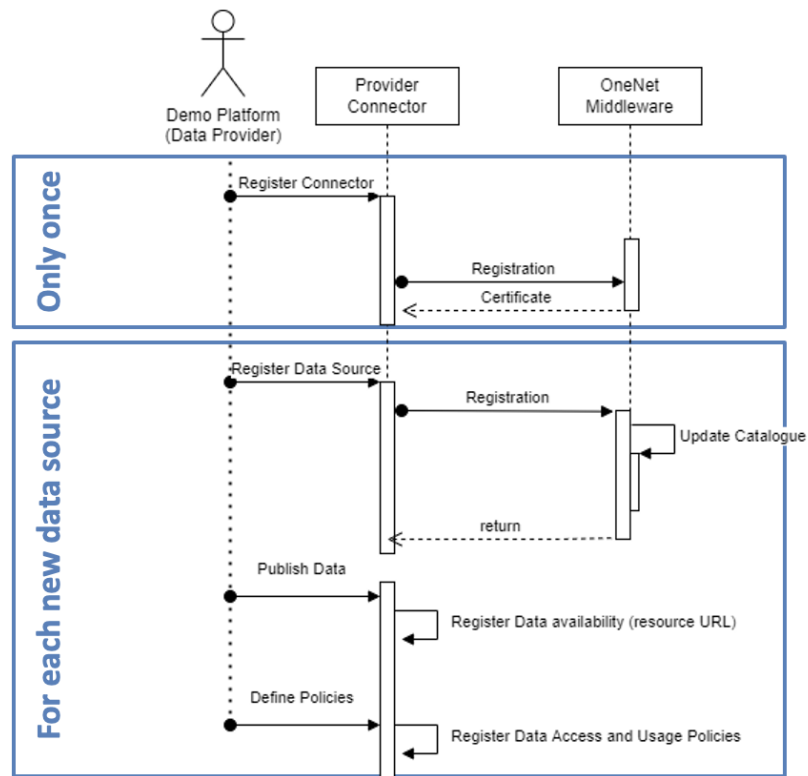 Demo Platform
(Data Provider)
Provider
Connector
OneNet
Middleware
Only once
Register Connector
Registration
Certificate
For each new data source
Register Data Source
Registration
Update Catalogue
return
Publish Data
Register Data availability (resource URL)
Define Policies
Register Data Access and Usage Policies